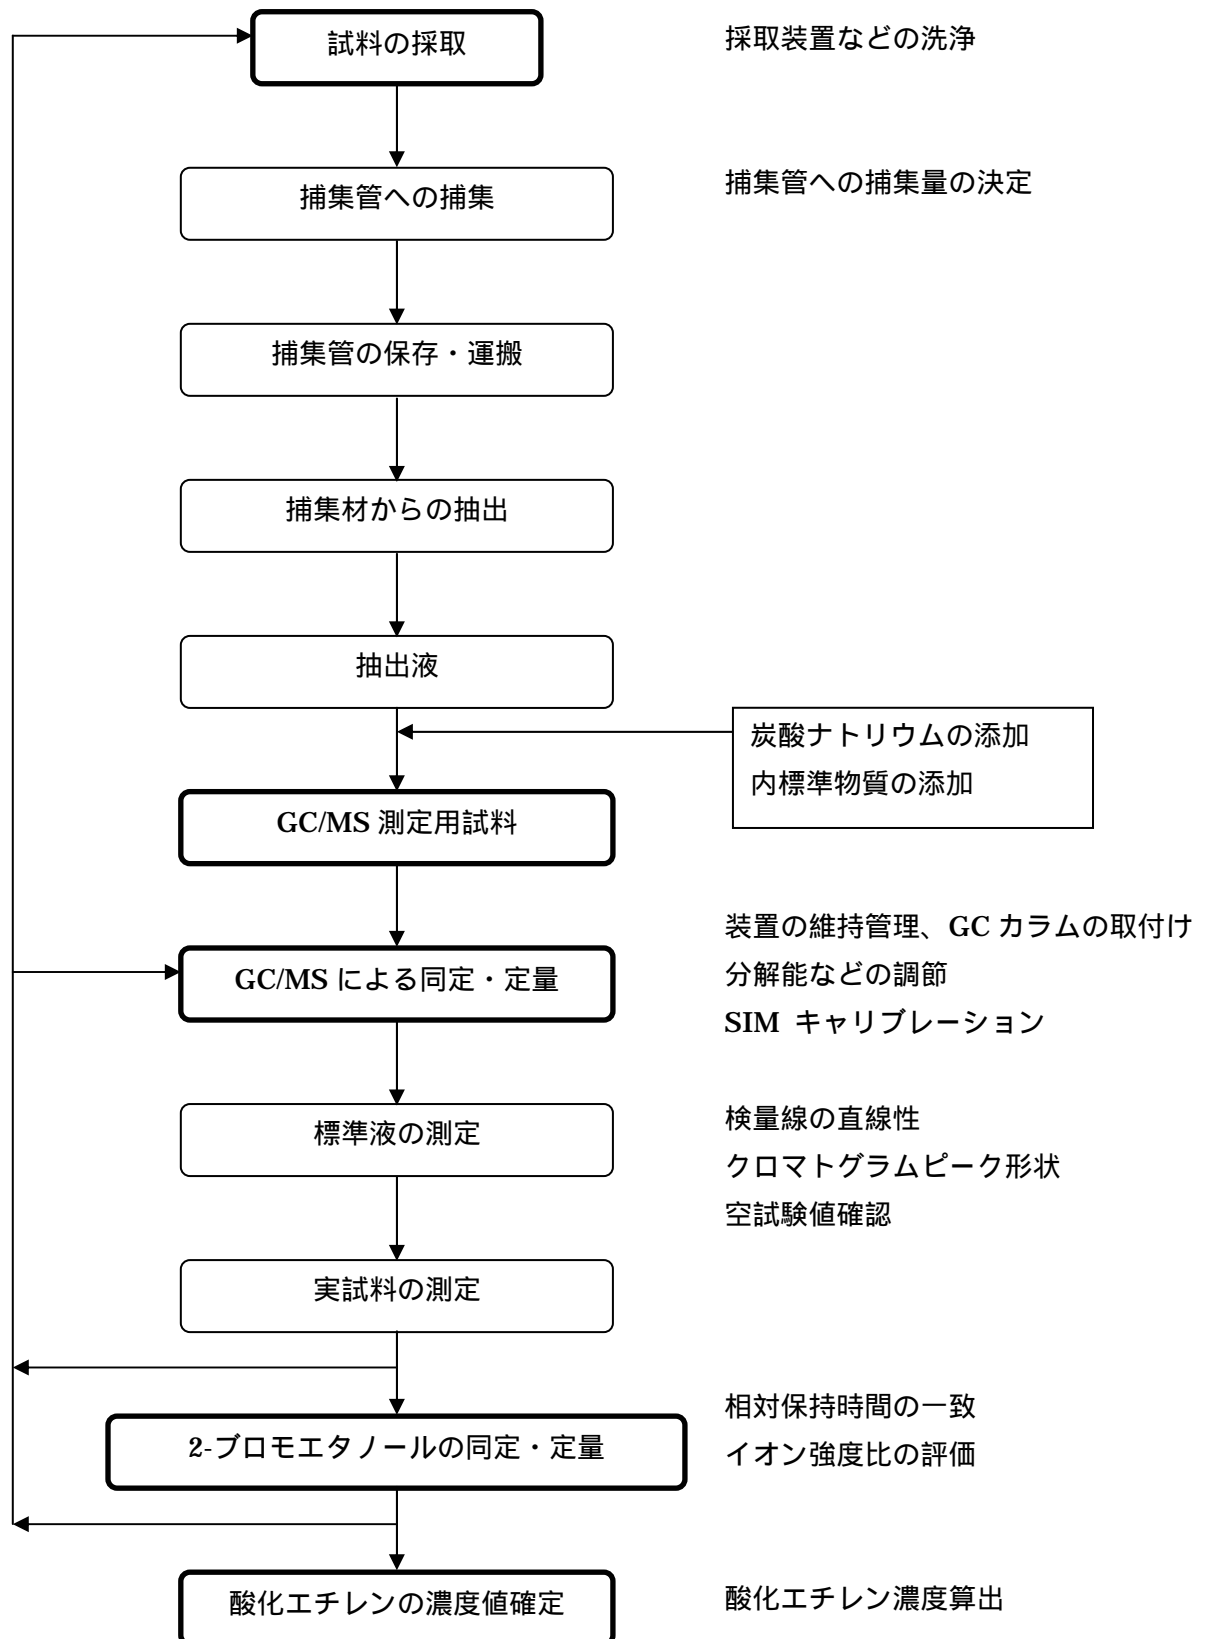 試料の採取
採取装置などの洗浄
捕集管への捕集
捕集管への捕集量の決定
捕集管の保存・運搬
捕集材からの抽出
抽出液
炭酸ナトリウムの添加
内標準物質の添加
GC/MS 測定用試料
GC/MS による同定・定量
装置の維持管理、GC カラムの取付け
分解能などの調節
SIM キャリブレーション
標準液の測定
検量線の直線性
クロマトグラムピーク形状
空試験値確認
実試料の測定
2-ブロモエタノールの同定・定量
相対保持時間の一致
イオン強度比の評価
酸化エチレンの濃度値確定
酸化エチレン濃度算出